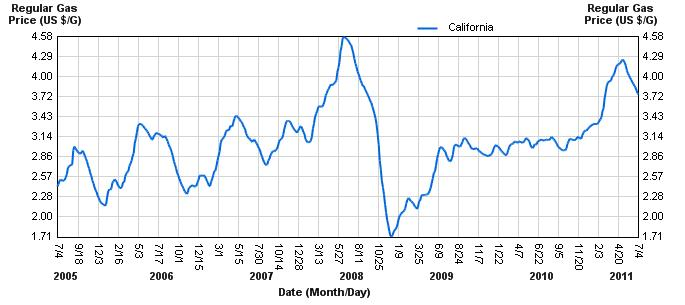 Regular Gas
Price (US $/G)
Regular Gas
Price (US $/G)
California
4.58 4.58
4.29 4.29
4.00 4.00
3.72 3.72
3.43 3.43
3.14 3.14
2.86 2.86
2.57 2.57
2.28 2.28
2.00 2.00
1.71 1.71
7/4 9/18 12/3 2/16 5/3 7/17 10/1 12/15 3/1 5/15 7/30 10/14 12/28 3/13 5/27 8/11 10/25 1/9 3/25 6/9 8/24 11/7 1/22 4/7 6/22 9/5 11/20 2/3 4/20 7/4
2005 2006 2007 2008 2009 2010 2011
Date (Month/Day)